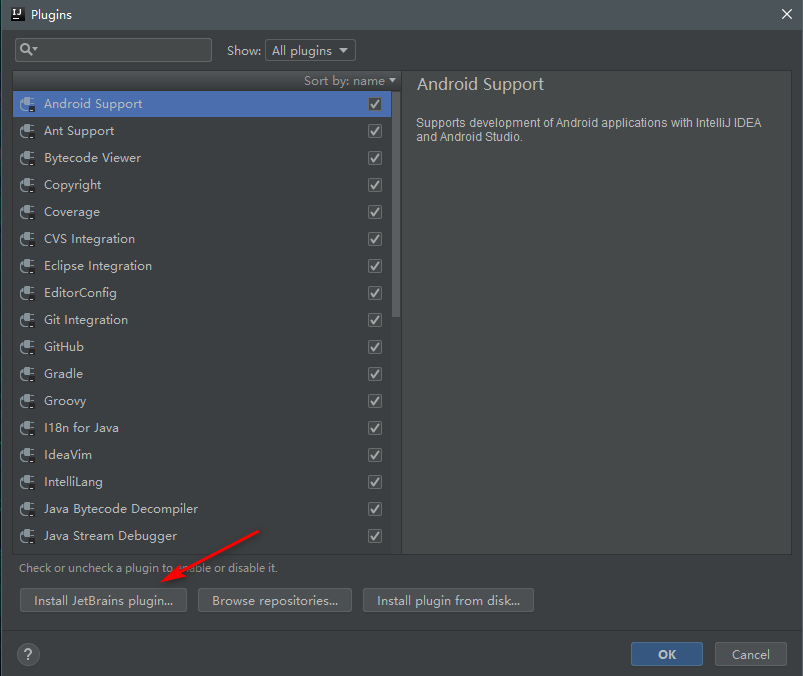 IJ
Plugins
Show: All plugins
Sort by: name
Android Support
Ant Support
Bytecode Viewer
Copyright
Coverage
CVS Integration
Eclipse Integration
EditorConfig
Git Integration
GitHub
Gradle
Groovy
I18n for Java
IdeaVim
IntelliLang
Java Bytecode Decompiler
Java Stream Debugger
Android Support
Supports development of Android applications with IntelliJ IDEA
and Android Studio.
Check or uncheck a plugin to enable or disable it.
Install JetBrains plugin... Browse repositories... Install plugin from disk...
? OK Cancel